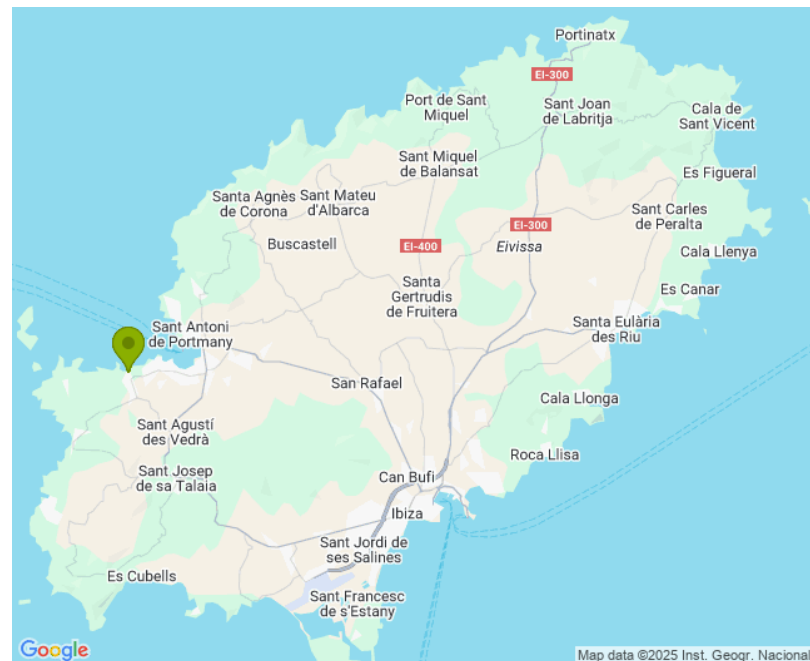 Portinatx
EI-300
Port de Sant
Miquel
Sant Joan
de Labritja
Cala de
Sant Vicent
Sant Miquel
de Balansat
Es Figueral
Santa Agnès
de Corona
Sant Mateu
d'Albarca
Sant Carles
de Peralta
EI-300
Buscastell
EI-400
Eivissa
Cala Llenya
Santa
Gertrudis
de Fruitera
Es Canar
Sant Antoni
de Portmany
Santa Eulària
des Riu
San Rafael
Cala Llonga
Sant Agustí
des Vedrà
Roca Llisa
Sant Josep
de sa Talaia
Can Bufi
Ibiza
Sant Jordi de
ses Salines
Es Cubells
Sant Francesc
de s'Estany
Google
Map data ©2025 Inst. Geogr. Nacional